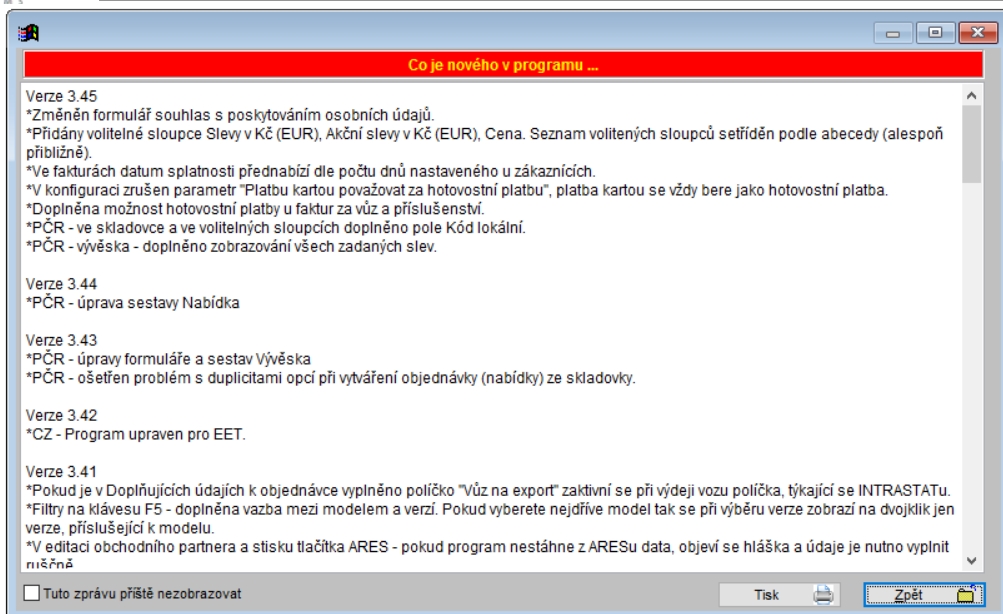 Co je nového v programu ...
Verze 3.45
*Změněn formulář souhlas s poskytováním osobních údajů.
*Přidány volitelné sloupce Slevy v Kč (EUR), Akční slevy v Kč (EUR), Cena. Seznam volitených sloupců setříděn podle abecedy (alespoň
přibližně).
*Ve fakturách datum splatnosti přednabízí dle počtu dnů nastaveného u zákaznících.
*V konfiguraci zrušen parametr "Platbu kartou považovat za hotovostní platbu", platba kartou se vždy bere jako hotovostní platba.
*Doplněna možnost hotovostní platby u faktur za vůz a příslušenství.
*PČR - ve skladovce a ve volitelných sloupcích doplněno pole Kód lokální.
*PČR - vývěska - doplněno zobrazování všech zadaných slev.
Verze 3.44
*PČR - úprava sestavy Nabídka
Verze 3.43
*PČR - úpravy formuláře a sestav Vývěska
*PČR - ošetřen problém s duplicitami opcí při vytváření objednávky (nabídky) ze skladovky.
Verze 3.42
*CZ - Program upraven pro EET.
Verze 3.41
*Pokud je v Doplňujících údajích k objednávce vyplněno políčko "Vůz na export" zaktivní se při výdeji vozu políčka, týkající se INTRASTATu.
*Filtry na klávesu F5 - doplněna vazba mezi modelem a verzí. Pokud vyberete nejdříve model tak se při výběru verze zobrazí na dvojklik jen
verze, příslušející k modelu.
*V editaci obchodního partnera a stisku tlačítka ARES - pokud program nestáhne z ARESu data, objeví se hláška a údaje je nutno vyplnit
ruščně
Tuto zprávu příště nezobrazovat
Tisk
Zpět